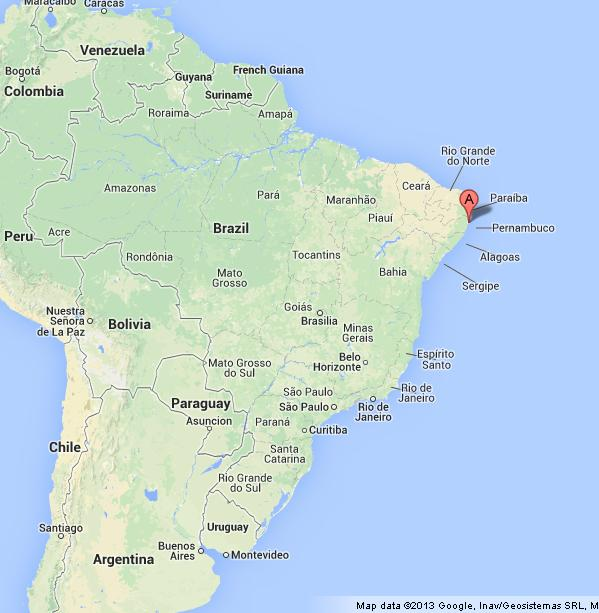 Maracaibo
Caracas
Venezuela
Bogotá
Colombia
Guyana
French Guiana
Suriname
Roraima
Amapá
Rio Grande
do Norte
Ceará
A
Paraíba
Amazonas
Pará
Maranhão
Piauí
Pernambuco
Acre
Peru
Brazil
Alagoas
Rondônia
Tocantins
Mato
Grosso
Bahia
Sergipe
Nuestra
Señora
de La Paz
Bolivia
Goiás
Brasilia
Minas
Gerais
Belo
Horizonte
Espírito
Santo
Mato Grosso
do Sul
São Paulo
Rio de
Janeiro
Paraguay
São Paulo
Rio de
Janeiro
Asuncion
Paraná
Curitiba
Chile
Santa
Catarina
Rio Grande
do Sul
Santiago
Uruguay
Argentina
Buenos
Aires
Montevideo
Map data ©2013 Google, Inav/Geosistemas SRL, M